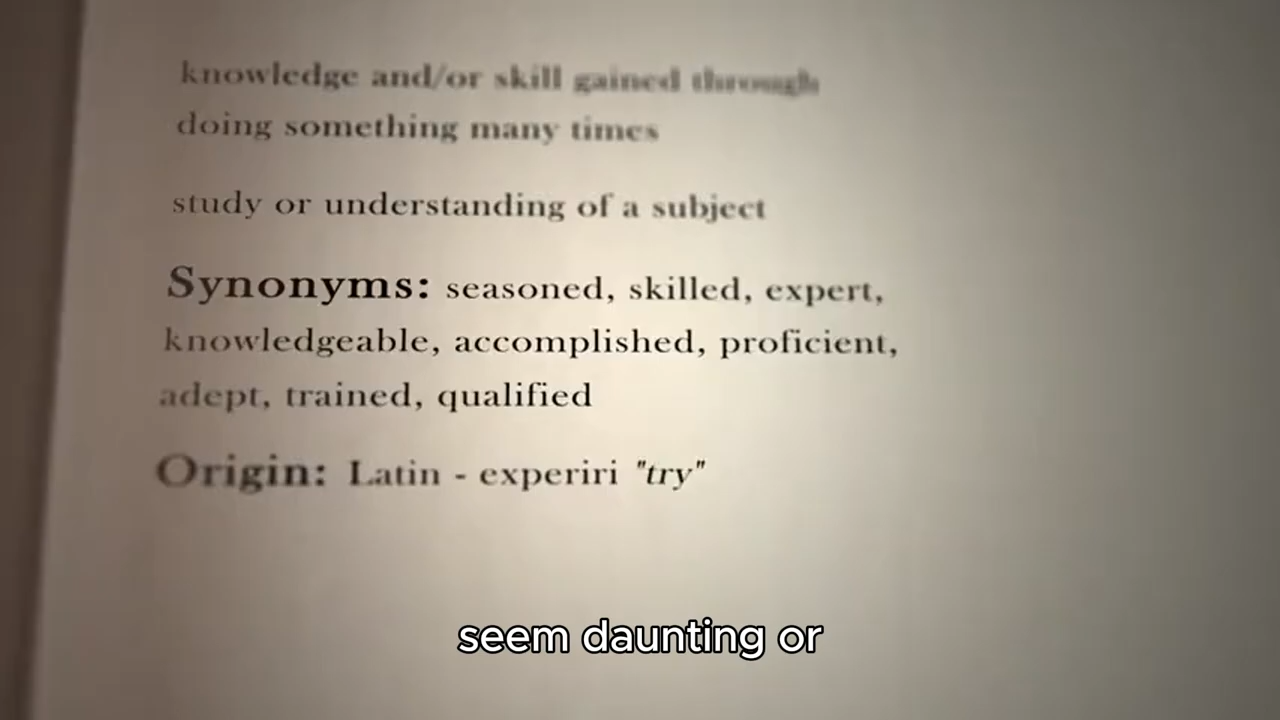 knowledge and/or skill gained through
doing something many times
study or understanding of a subject
Synonyms: seasoned, skilled, expert,
knowledgeable, accomplished, proficient,
adept, trained, qualified
Origin: Latin - experiri "try"
seem daunting or